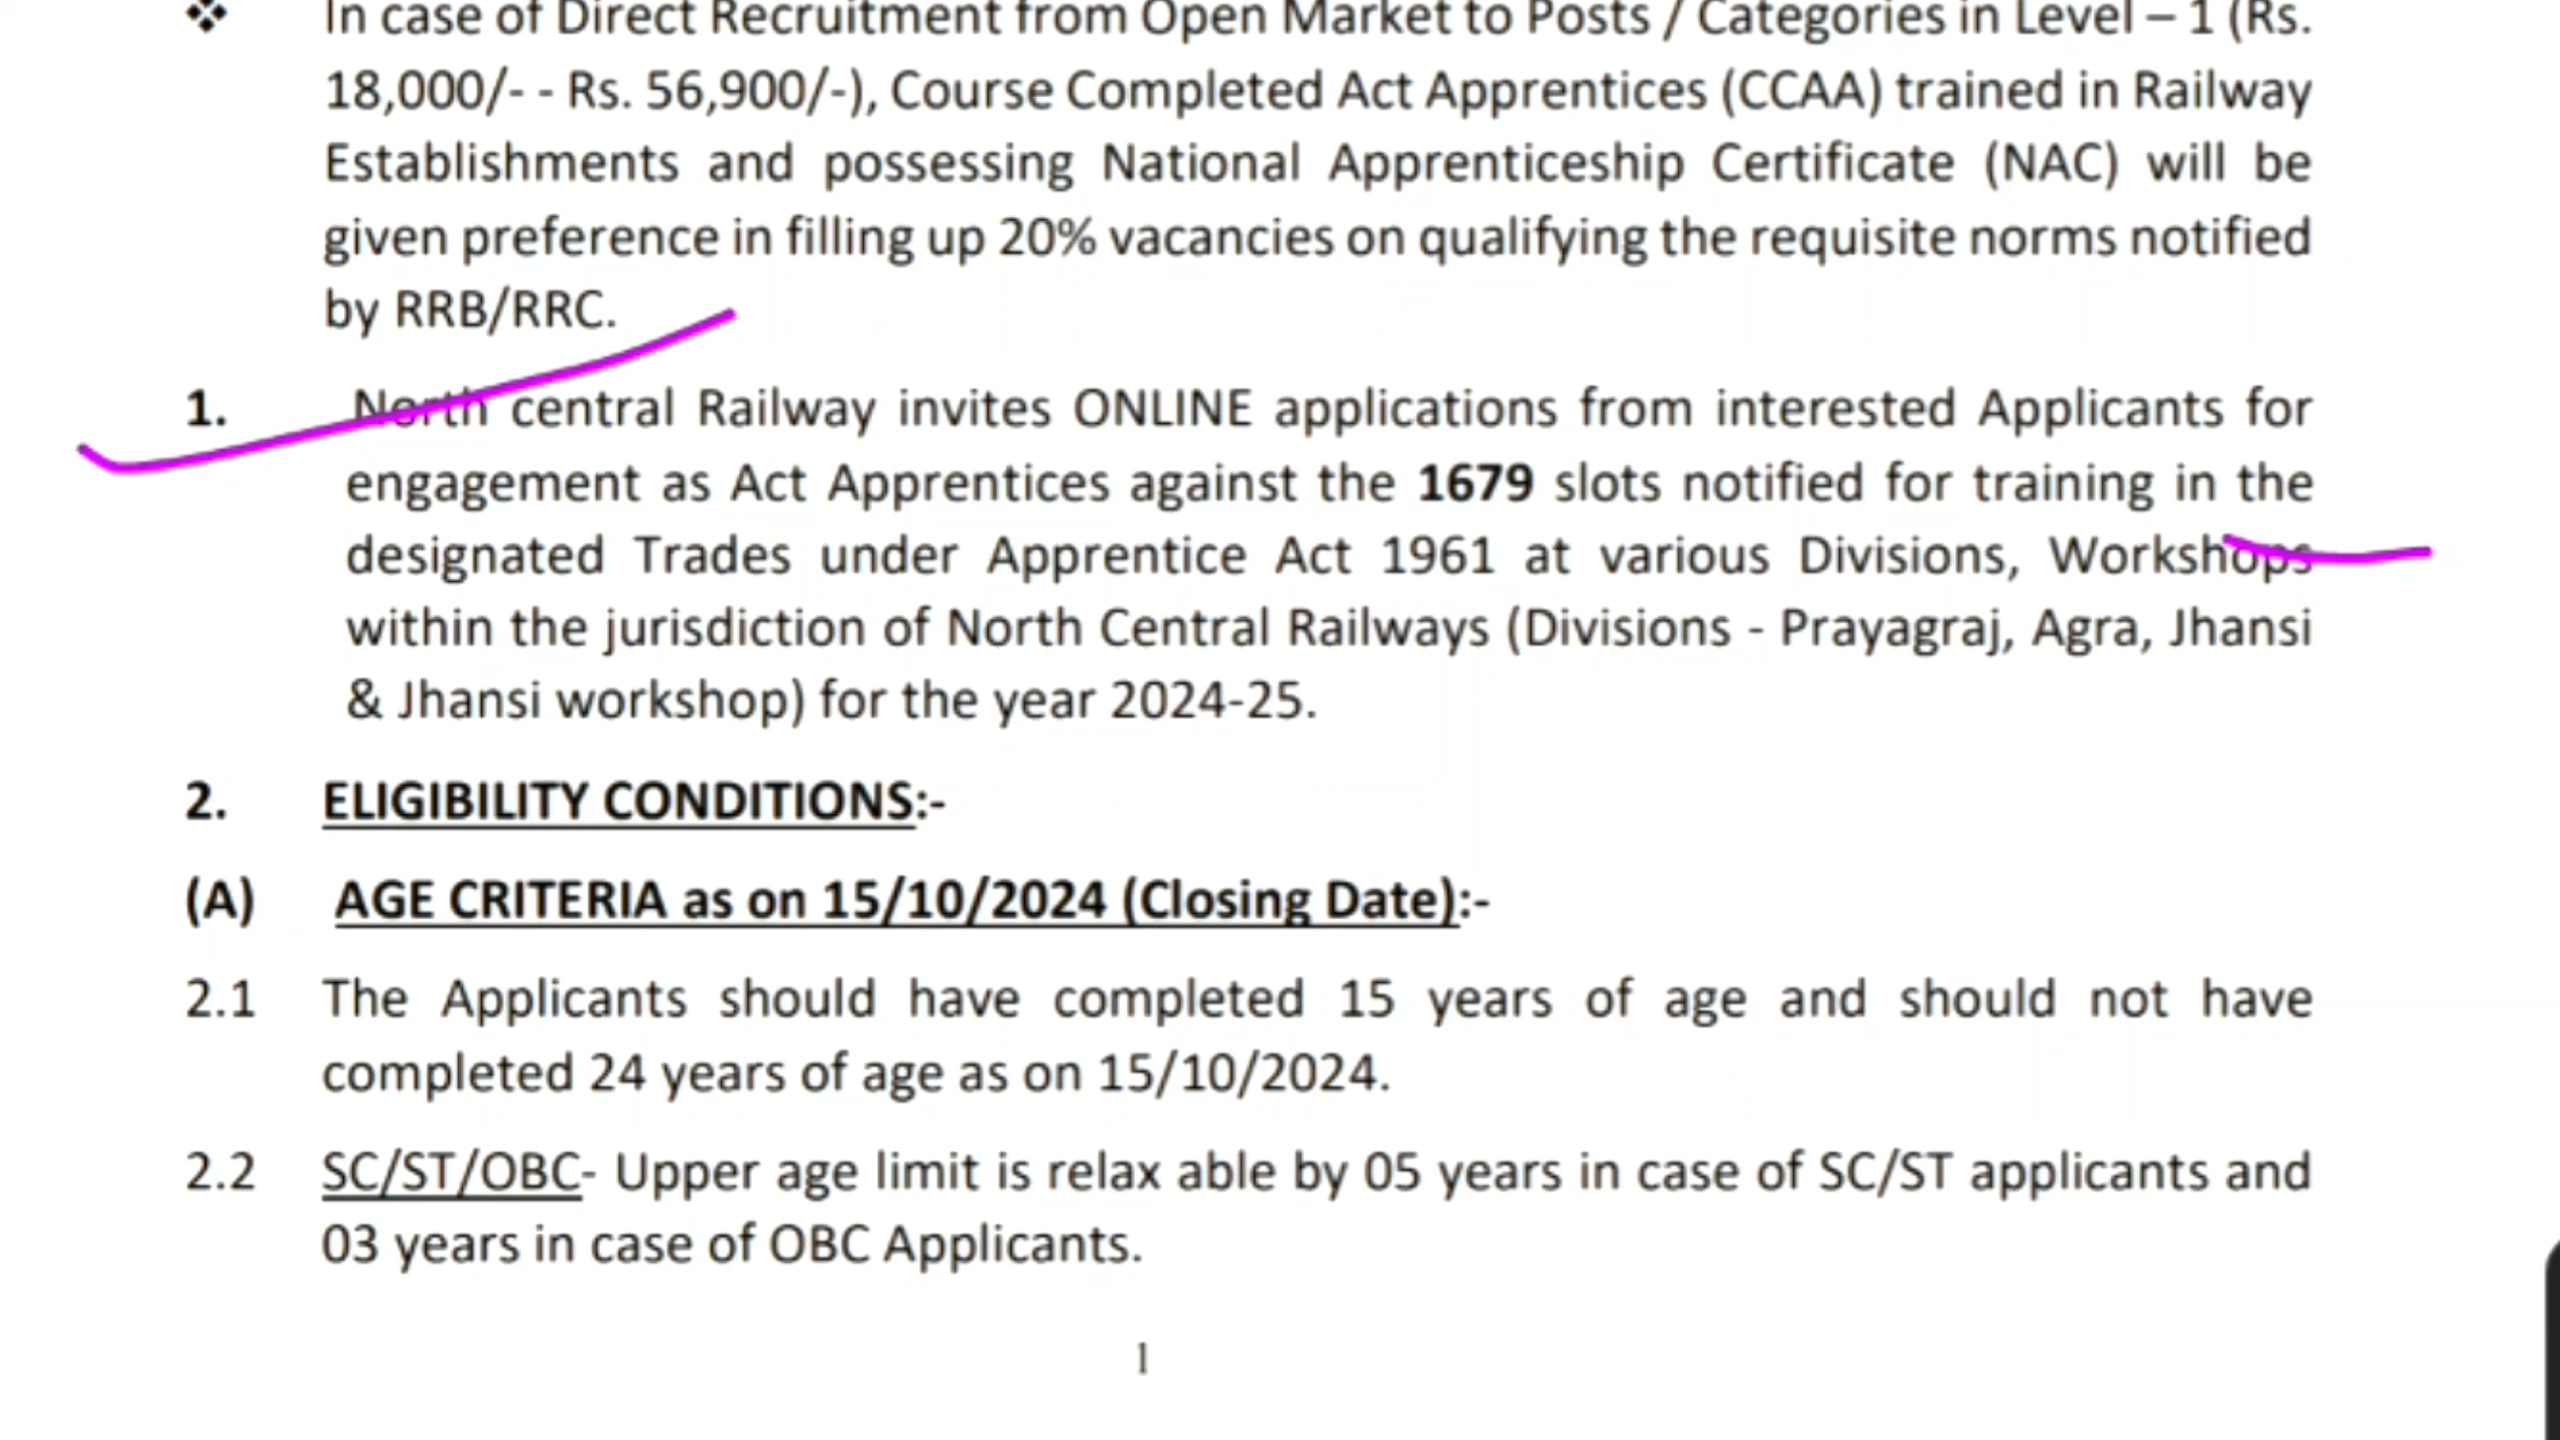 ❖ In case of Direct Recruitment from Open Market to Posts / Categories in Level – 1 (Rs.
18,000/- - Rs. 56,900/-), Course Completed Act Apprentices (CCAA) trained in Railway
Establishments and possessing National Apprenticeship Certificate (NAC) will be
given preference in filling up 20% vacancies on qualifying the requisite norms notified
by RRB/RRC.
1. North central Railway invites ONLINE applications from interested Applicants for
engagement as Act Apprentices against the 1679 slots notified for training in the
designated Trades under Apprentice Act 1961 at various Divisions, Workshops
within the jurisdiction of North Central Railways (Divisions - Prayagraj, Agra, Jhansi
& Jhansi workshop) for the year 2024-25.
2. ELIGIBILITY CONDITIONS:-
(A) AGE CRITERIA as on 15/10/2024 (Closing Date):-
2.1 The Applicants should have completed 15 years of age and should not have
completed 24 years of age as on 15/10/2024.
2.2 SC/ST/OBC- Upper age limit is relax able by 05 years in case of SC/ST applicants and
03 years in case of OBC Applicants.
1